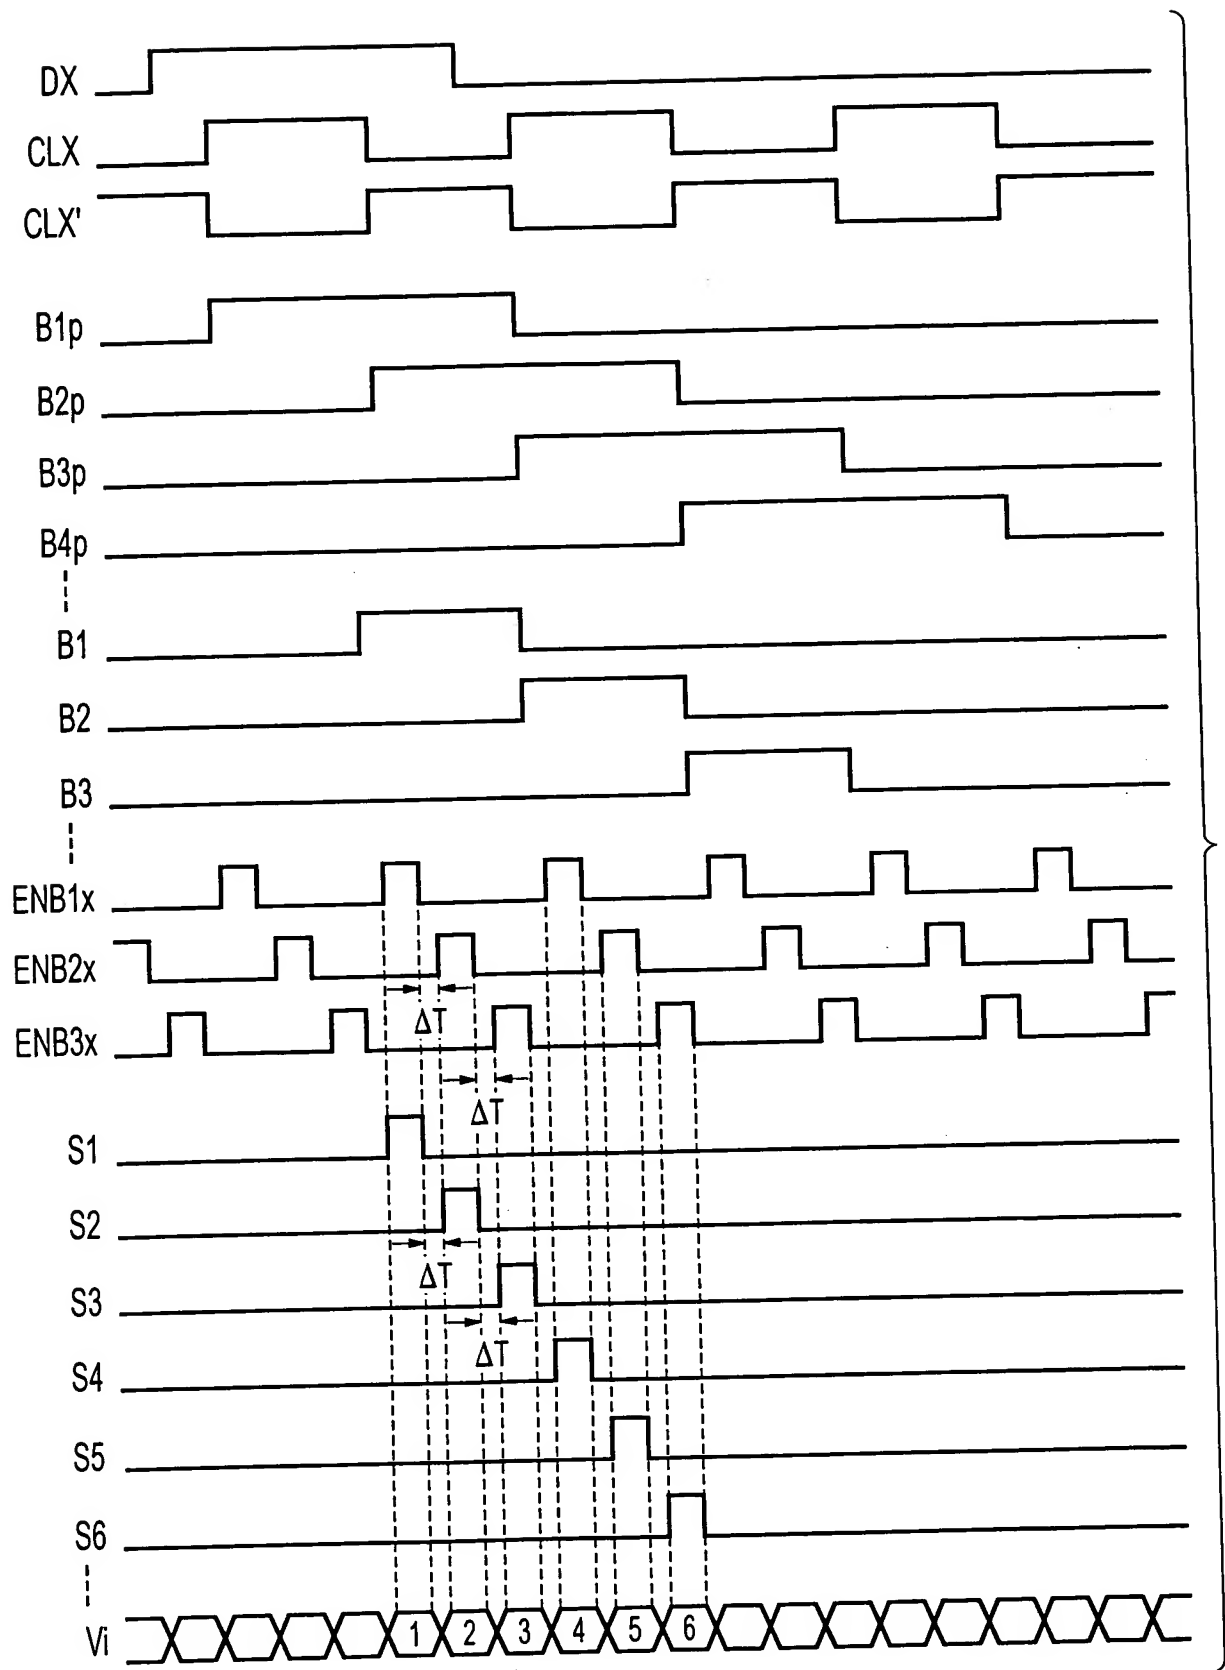 DX
CLX
CLX'
B1p
B2p
B3p
B4p
B1
B2
B3
ENB1x
ENB2x
ΔT
ENB3x
ΔT
S1
S2
ΔT
S3
ΔT
S4
S5
S6
Vi 1 2 3 4 5 6